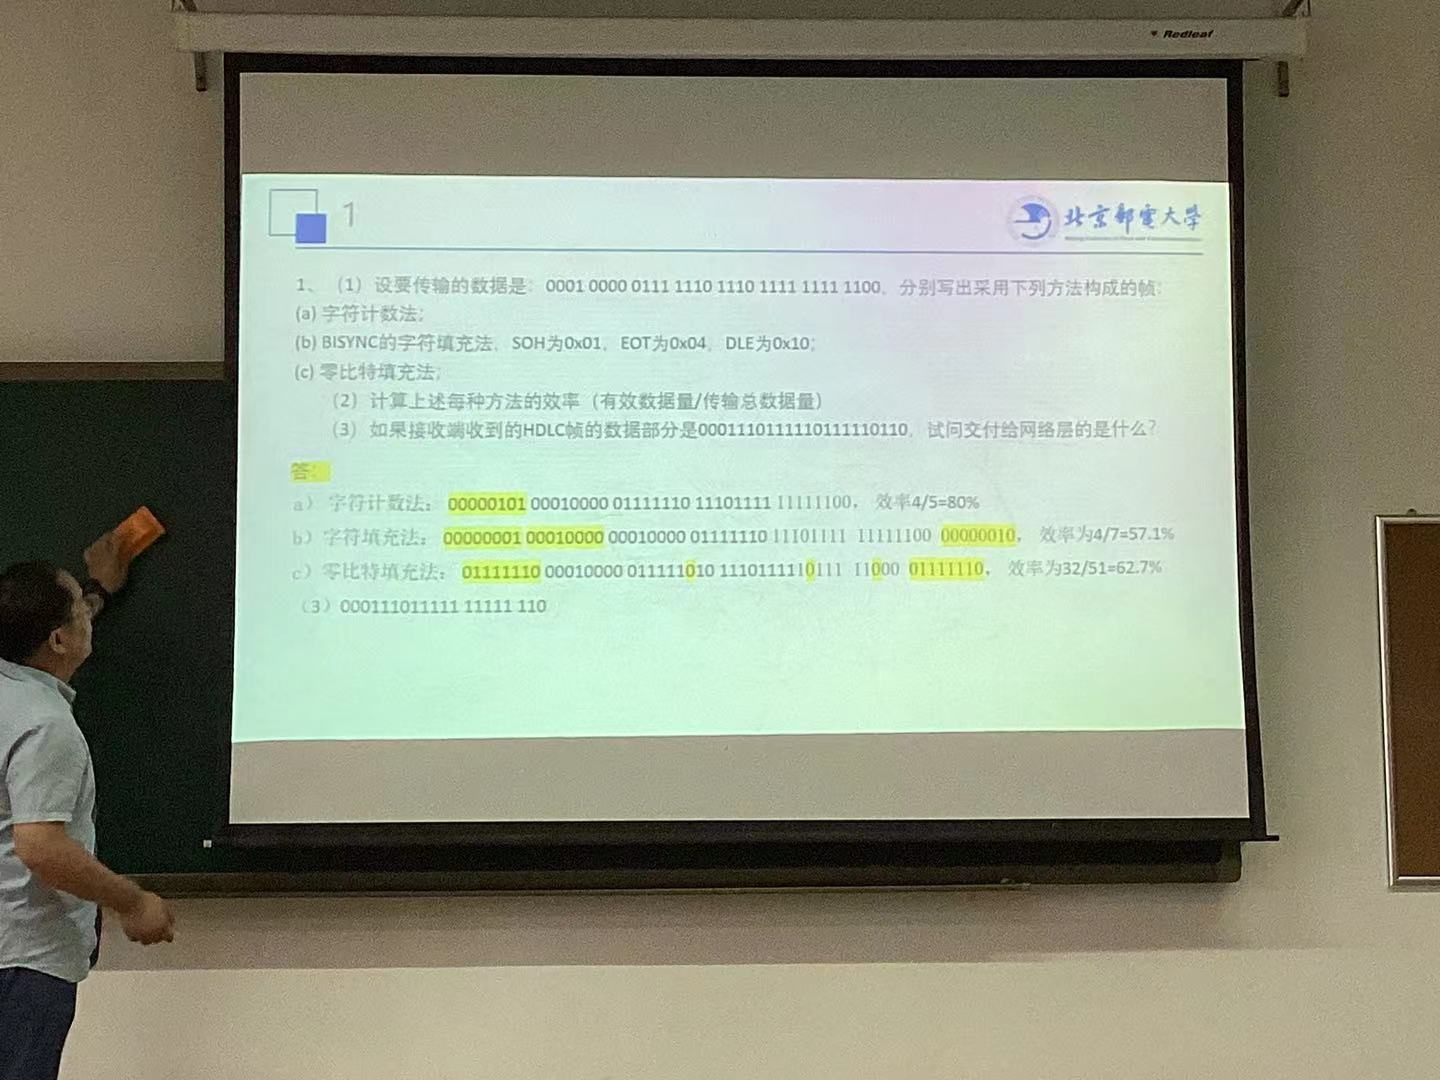 Redleaf
1
北京邮电大学
1、（1）设要传输的数据是：0001 0000 0111 1110 1110 1111 1111 1100，分别写出采用下列方法构成的帧：
(a) 字符计数法；
(b) BISYNC的字符填充法，SOH为0x01，EOT为0x04，DLE为0x10；
(c) 零比特填充法；
（2）计算上述每种方法的效率（有效数据量/传输总数据量）
（3）如果接收端收到的HDLC帧的数据部分是0001110111110111110110，试问交付给网络层的是什么？
答：
a） 字符计数法： 00000101 00010000 01111110 11101111 11111100， 效率4/5=80%
b）字符填充法： 00000001 00010000 00010000 01111110 11101111 11111100 00000010， 效率为4/7=57.1%
c）零比特填充法： 01111110 00010000 011111010 1110111110111 11000 01111110， 效率为32/51=62.7%
（3）000111011111 11111 110